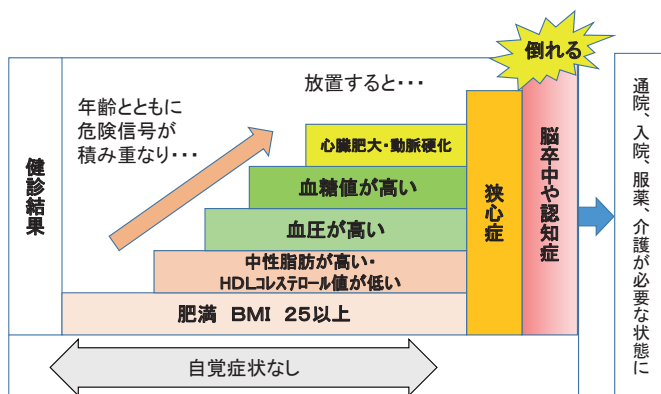 倒れる
放置すると・・・
年齢とともに
危険信号が
積み重なり・・・
健診結果
心臓肥大・動脈硬化
血糖値が高い
血圧が高い
中性脂肪が高い・
HDLコレステロール値が低い
肥満 BMI 25以上
狭心症
脳卒中や認知症
通院、入院、服薬、介護が必要な状態に
自覚症状なし